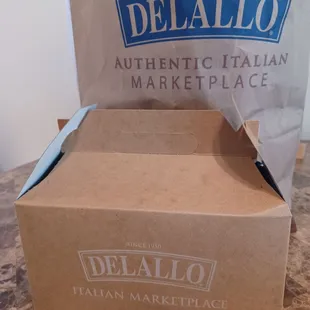 DELALLO®
AUTHENTIC ITALIAN
MARKETPLACE
SINCE 1950
DELALLO
ITALIAN MARKETPLACE